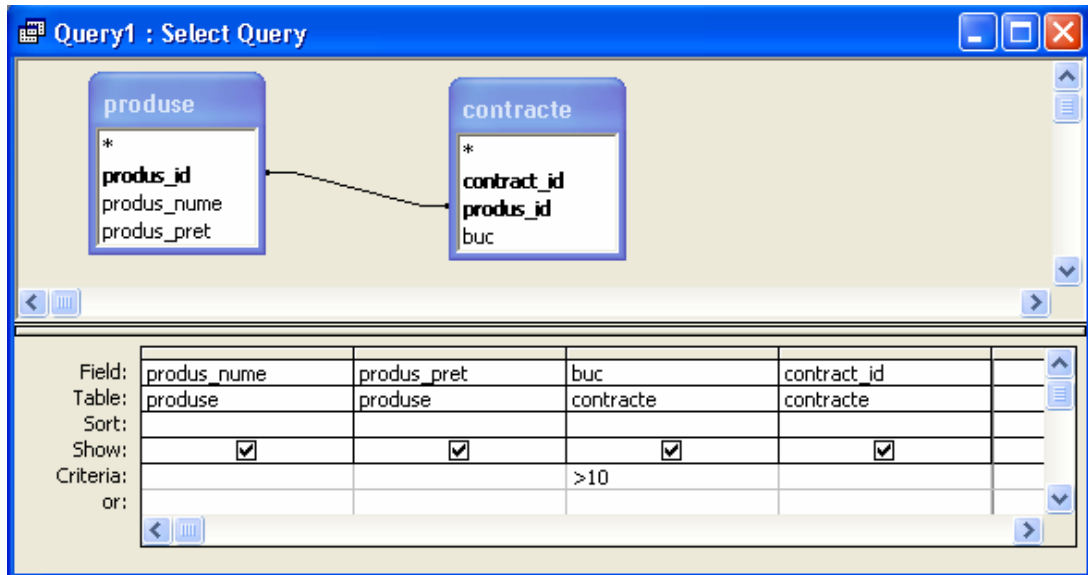 Query1 : Select Query
produse
*
produs_id
produs_nume
produs_pret
contracte
*
contract_id
produs_id
buc
Field: produs_nume produs_pret buc contract_id
Table: produse produse contracte contracte
Sort:
Show:
Criteria: >10
or: